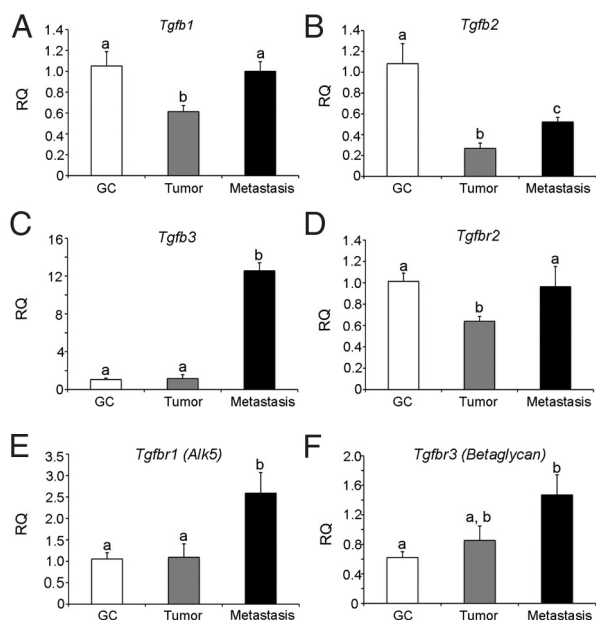 A
Tgfb1
RQ
1.4
1.2
1.0
0.8
0.6
0.4
0.2
0
a
b
a
GC Tumor Metastasis
B
Tgfb2
RQ
1.4
1.2
1.0
0.8
0.6
0.4
0.2
0
a
b
c
GC Tumor Metastasis
C
Tgfb3
RQ
16
12
8
4
0
a
a
b
GC Tumor Metastasis
D
Tgfbr2
RQ
1.4
1.2
1.0
0.8
0.6
0.4
0.2
0
a
b
a
GC Tumor Metastasis
E
Tgfbr1 (Alk5)
RQ
3.5
3.0
2.5
2.0
1.5
1.0
0.5
0
a
a
b
GC Tumor Metastasis
F
Tgfbr3 (Betaglycan)
RQ
2.0
1.6
1.2
0.8
0.4
0
a
a, b
b
GC Tumor Metastasis